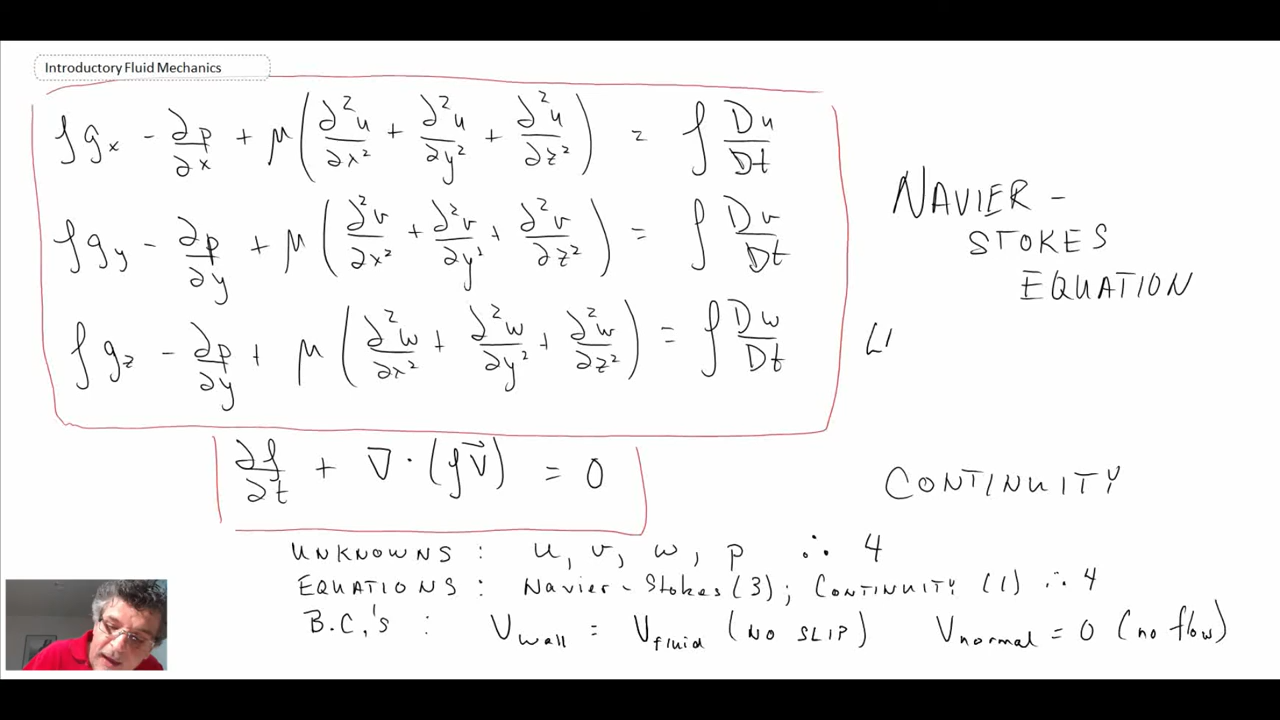 Introductory Fluid Mechanics
ρg_x − ∂p/∂x + μ(∂²u/∂x² + ∂²u/∂y² + ∂²u/∂z²) = ρ Du/Dt
ρg_y − ∂p/∂y + μ(∂²v/∂x² + ∂²v/∂y² + ∂²v/∂z²) = ρ Dv/Dt
NAVIER -
STOKES
EQUATION
ρg_z − ∂p/∂y + μ(∂²w/∂x² + ∂²w/∂y² + ∂²w/∂z²) = ρ Dw/Dt
∂ρ/∂t + ∇·(ρV⃗) = 0
CONTINUITY
UNKNOWNS : u, v, w, p ∴ 4
EQUATIONS : Navier-Stokes (3); CONTINUITY (1) ∴ 4
B.C.'s : V_wall = V_fluid (NO SLIP) V_normal = 0 (no flow)